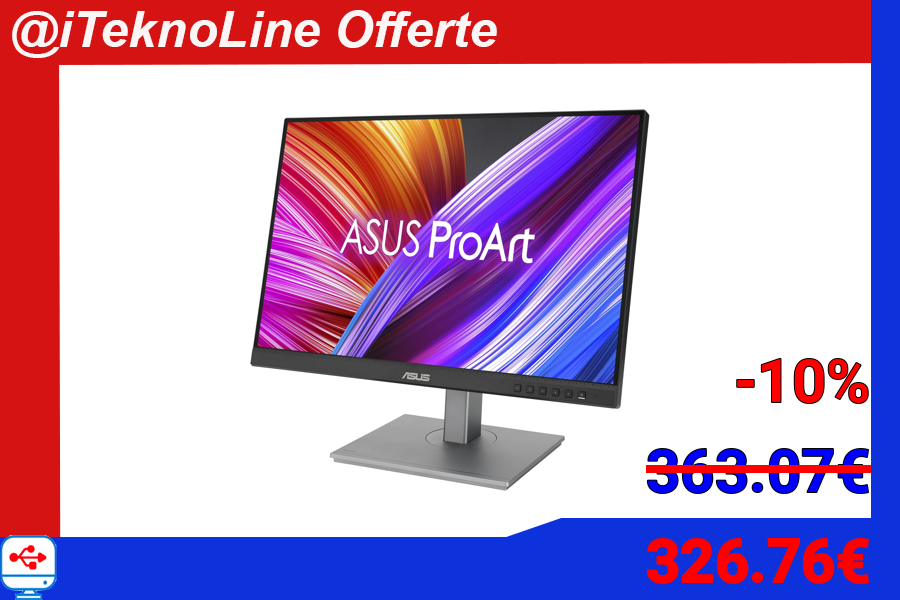 @iTeknoLine Offerte
ASUS ProArt
ASUS
-10%
363.07€
326.76€